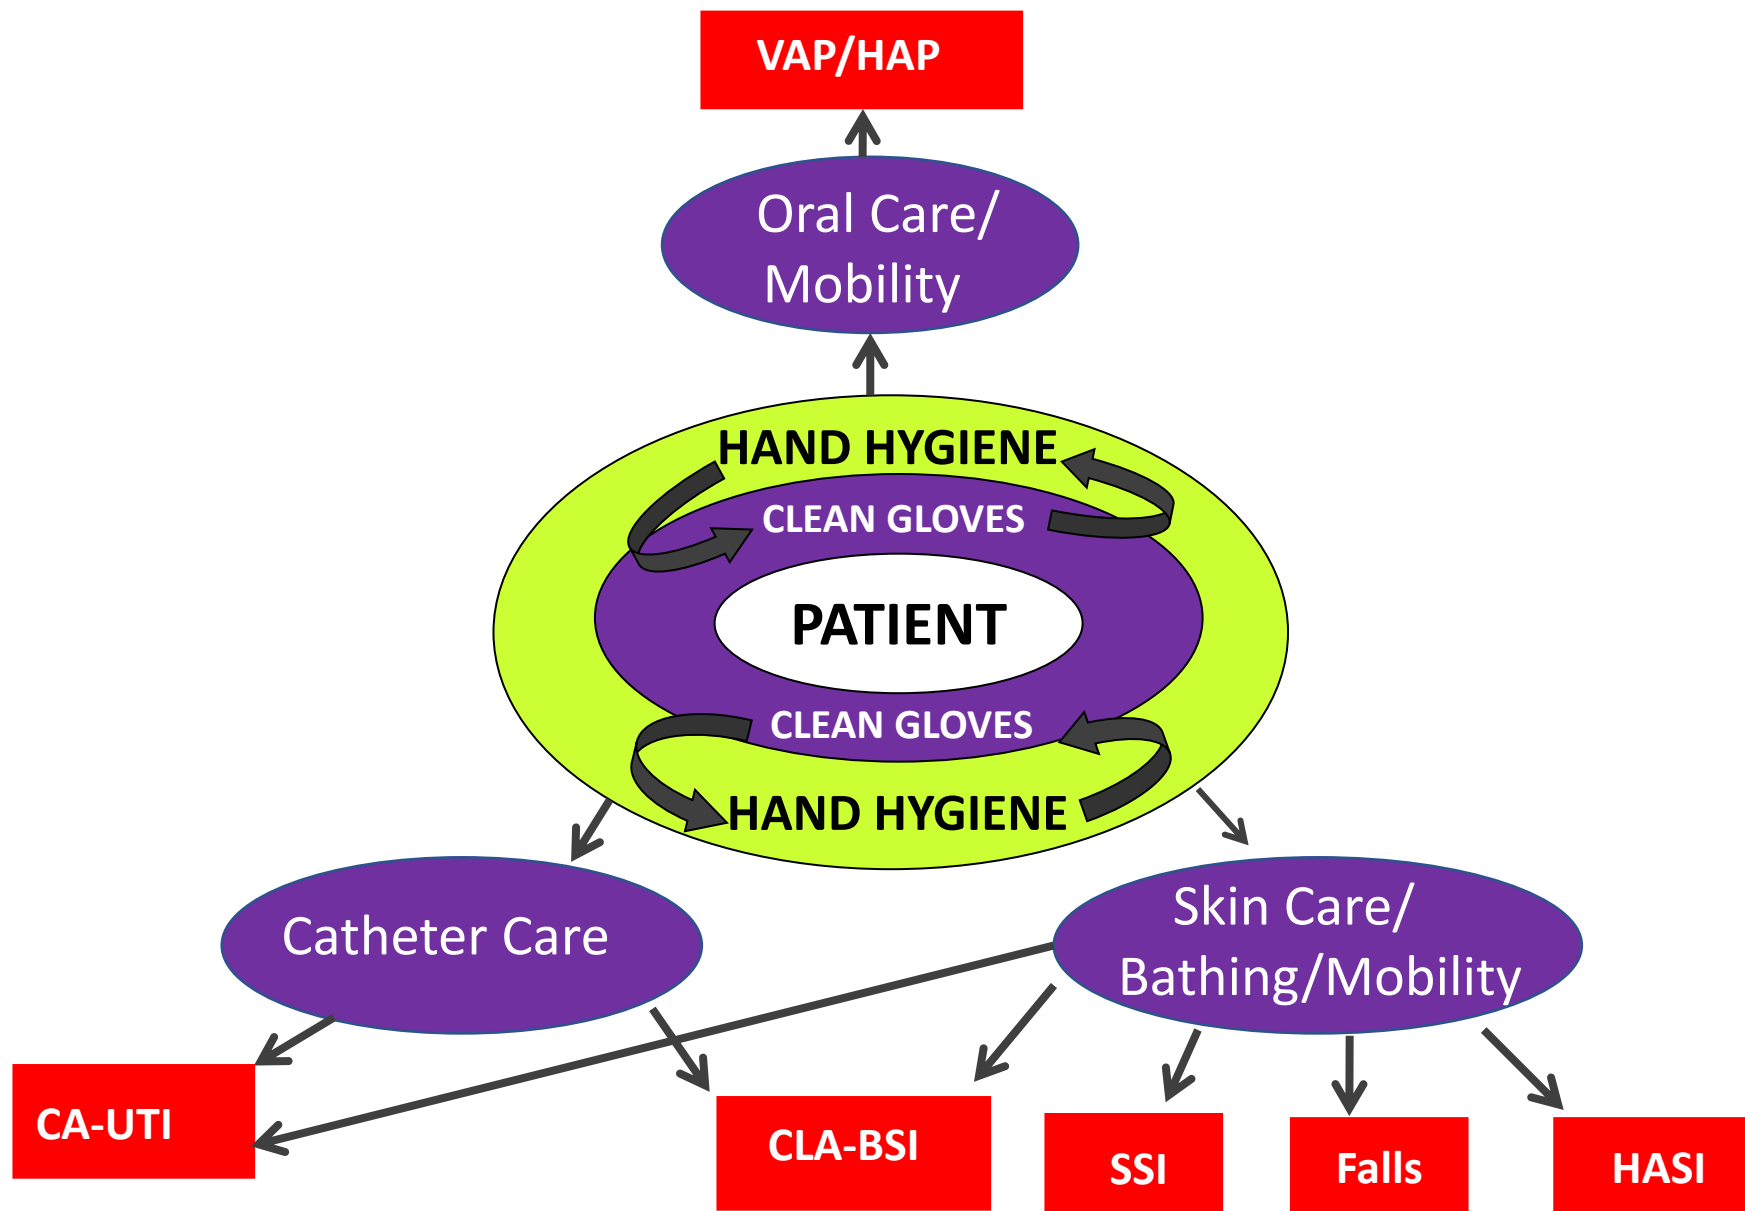 VAP/HAP
Oral Care/
Mobility
HAND HYGIENE
CLEAN GLOVES
PATIENT
CLEAN GLOVES
HAND HYGIENE
Catheter Care
Skin Care/
Bathing/Mobility
CA-UTI
CLA-BSI
SSI
Falls
HASI